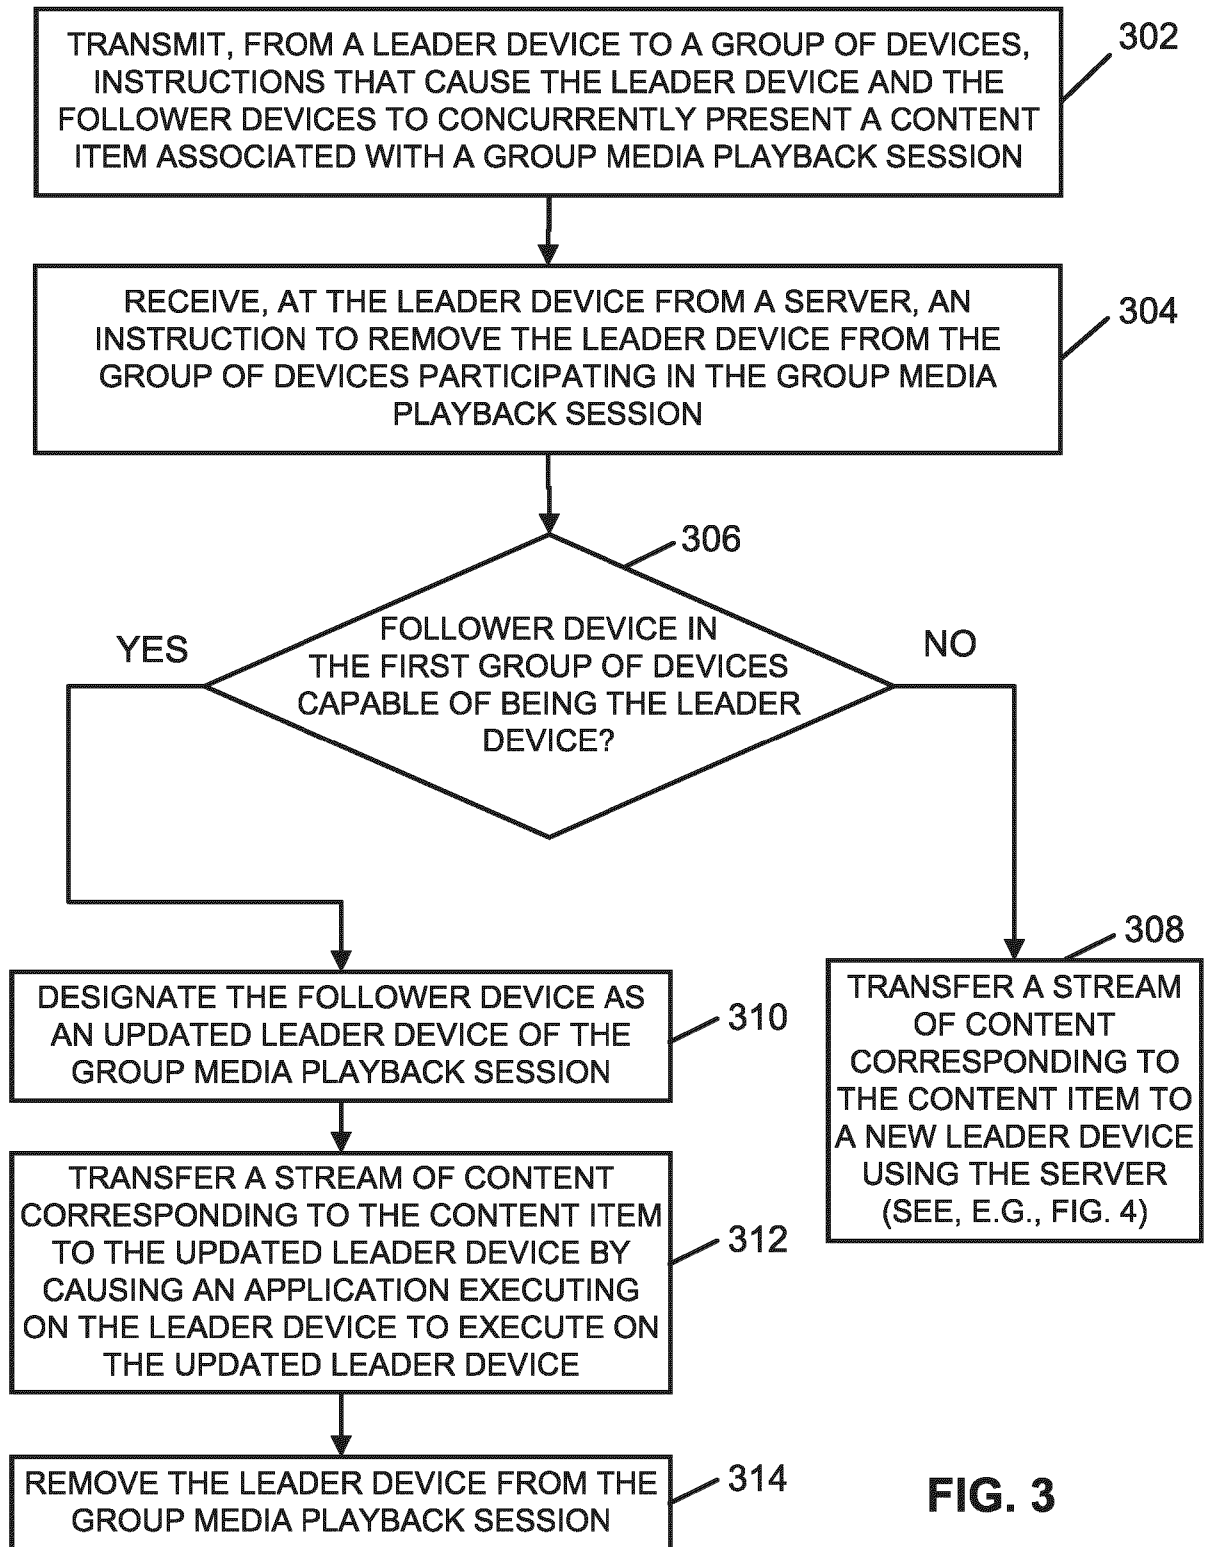 TRANSMIT, FROM A LEADER DEVICE TO A GROUP OF DEVICES,
INSTRUCTIONS THAT CAUSE THE LEADER DEVICE AND THE
FOLLOWER DEVICES TO CONCURRENTLY PRESENT A CONTENT
ITEM ASSOCIATED WITH A GROUP MEDIA PLAYBACK SESSION
302
RECEIVE, AT THE LEADER DEVICE FROM A SERVER, AN
INSTRUCTION TO REMOVE THE LEADER DEVICE FROM THE
GROUP OF DEVICES PARTICIPATING IN THE GROUP MEDIA
PLAYBACK SESSION
304
306
FOLLOWER DEVICE IN
THE FIRST GROUP OF DEVICES
CAPABLE OF BEING THE LEADER
DEVICE?
YES
NO
308
TRANSFER A STREAM
OF CONTENT
CORRESPONDING TO
THE CONTENT ITEM TO
A NEW LEADER DEVICE
USING THE SERVER
(SEE, E.G., FIG. 4)
DESIGNATE THE FOLLOWER DEVICE AS
AN UPDATED LEADER DEVICE OF THE
GROUP MEDIA PLAYBACK SESSION
310
TRANSFER A STREAM OF CONTENT
CORRESPONDING TO THE CONTENT ITEM
TO THE UPDATED LEADER DEVICE BY
CAUSING AN APPLICATION EXECUTING
ON THE LEADER DEVICE TO EXECUTE ON
THE UPDATED LEADER DEVICE
312
REMOVE THE LEADER DEVICE FROM THE
GROUP MEDIA PLAYBACK SESSION
314
FIG. 3